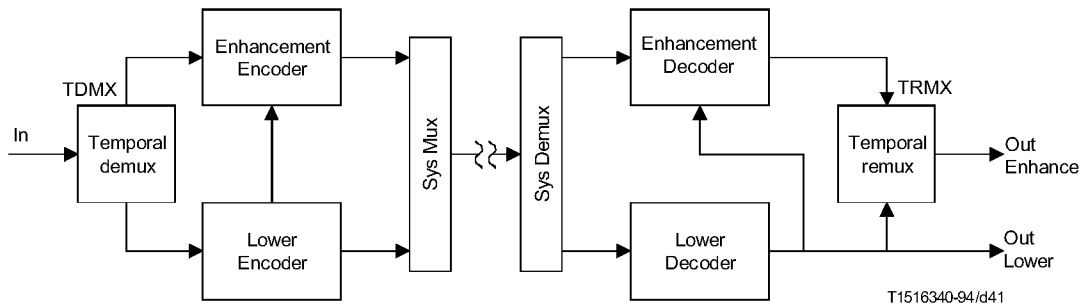 In
TDMX
Temporal
demux
Enhancement
Encoder
Lower
Encoder
Sys Mux
Sys Demux
Enhancement
Decoder
Lower
Decoder
TRMX
Temporal
remux
Out
Enhance
Out
Lower
T1516340-94/d41